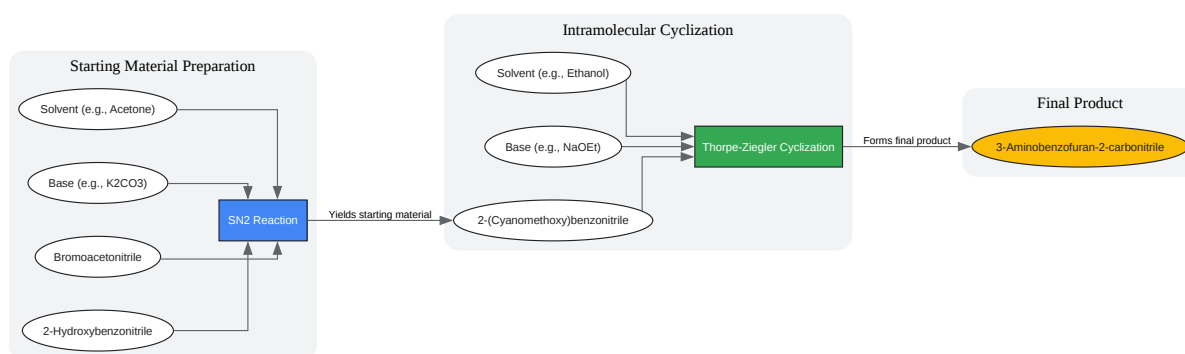 Starting Material Preparation
Solvent (e.g., Acetone)
Base (e.g., K2CO3)
Bromoacetonitrile
2-Hydroxybenzonitrile
SN2 Reaction
Yields starting material
Intramolecular Cyclization
Solvent (e.g., Ethanol)
Base (e.g., NaOEt)
2-(Cyanomethoxy)benzonitrile
Thorpe-Ziegler Cyclization
Forms final product
Final Product
3-Aminobenzofuran-2-carbonitrile